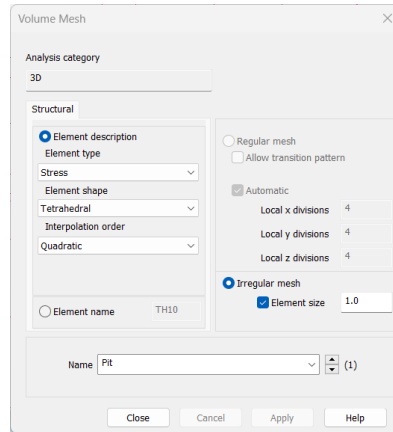 Volume Mesh
Analysis category
3D
Structural
Element description
Element type
Stress
Element shape
Tetrahedral
Interpolation order
Quadratic
Element name TH10
Regular mesh
Allow transition pattern
Automatic
Local x divisions 4
Local y divisions 4
Local z divisions 4
Irregular mesh
Element size 1.0
Name Pit (1)
Close Cancel Apply Help